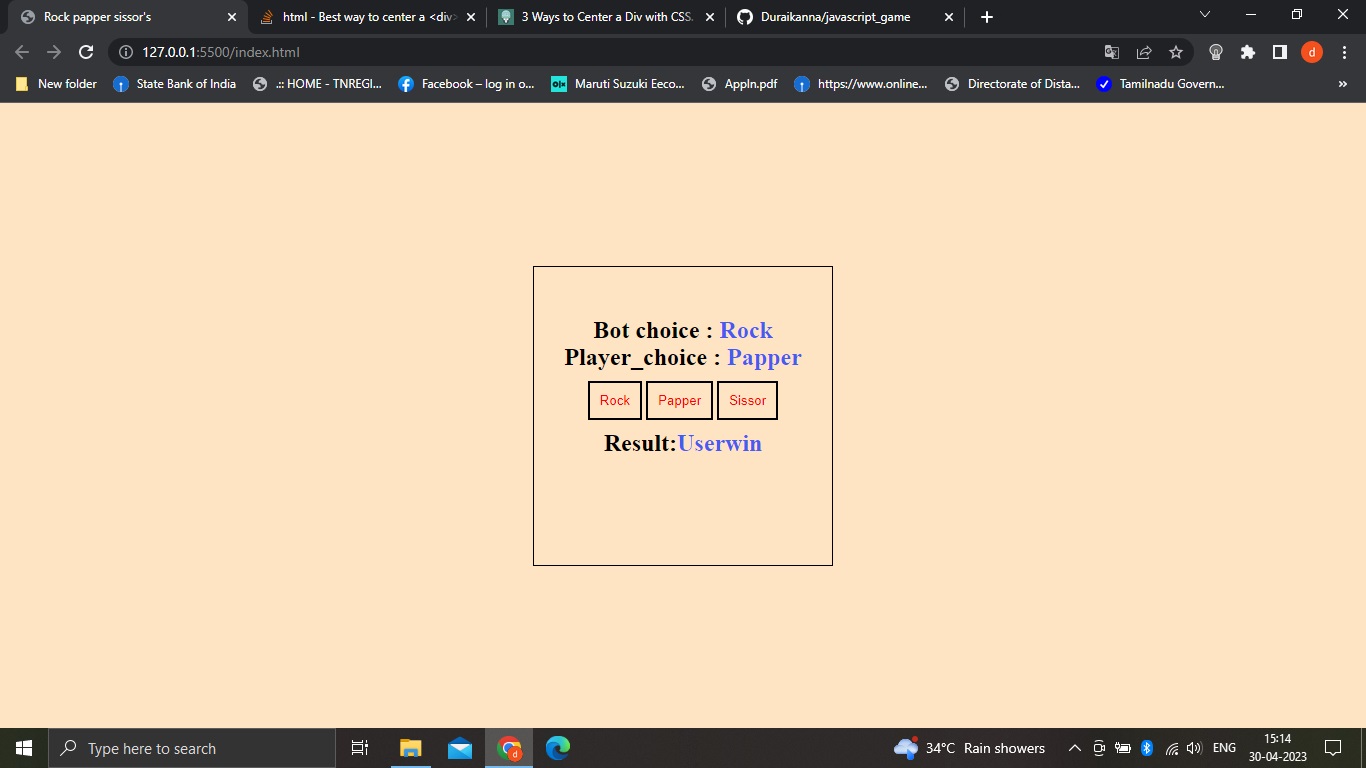 Rock papper sissor's
html - Best way to center a <div>
3 Ways to Center a Div with CSS.
Duraikanna/javascript_game
127.0.0.1:5500/index.html
d
New folder
State Bank of India
.:: HOME - TNREGI...
Facebook – log in o...
olx
Maruti Suzuki Eeco...
Appln.pdf
https://www.online...
Directorate of Dista...
Tamilnadu Govern...
»
Bot choice : Rock
Player_choice : Papper
Rock
Papper
Sissor
Result:Userwin
Type here to search
d
34°C Rain showers
ENG
15:14
30-04-2023